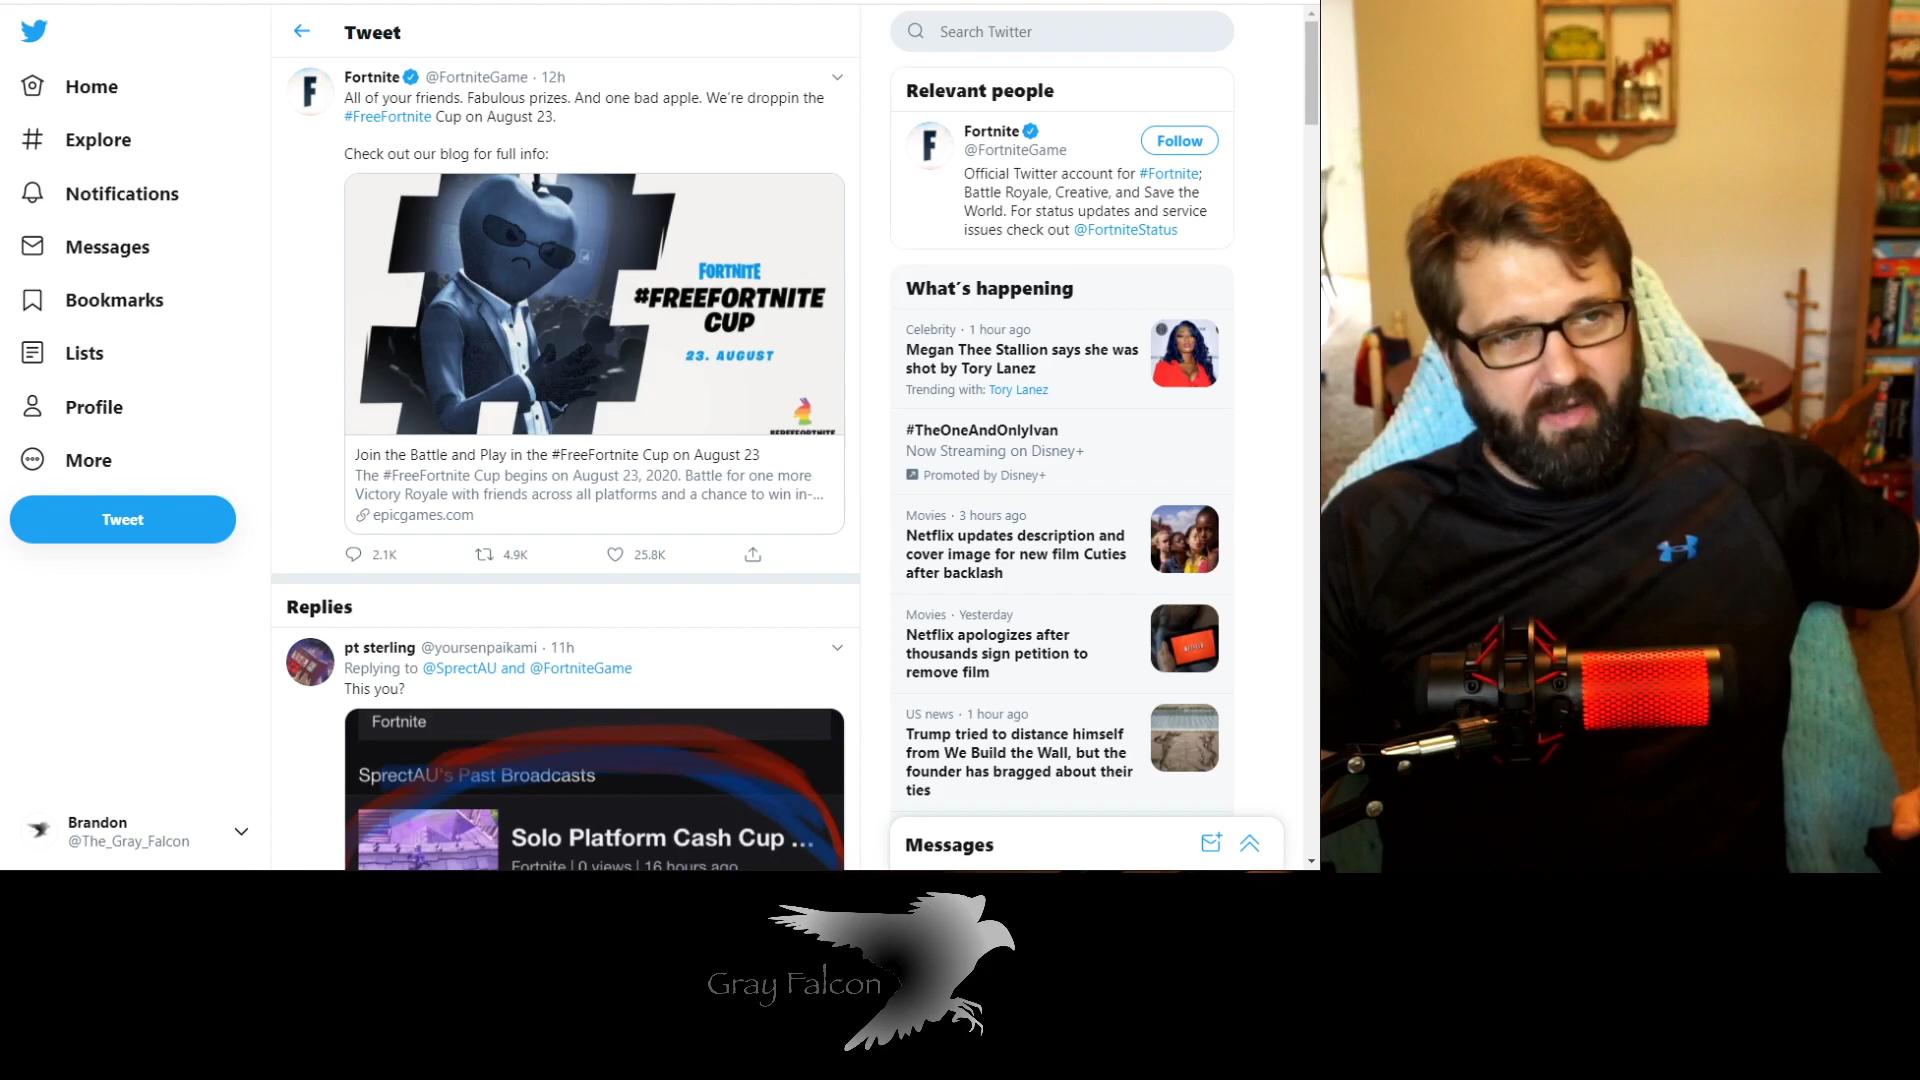 Home
Explore
Notifications
Messages
Bookmarks
Lists
Profile
More
Tweet
Brandon
@The_Gray_Falcon
Tweet
Fortnite @FortniteGame · 12h
All of your friends. Fabulous prizes. And one bad apple. We're droppin the
#FreeFortnite Cup on August 23.
Check out our blog for full info:
FORTNITE
#FREEFORTNITE
CUP
23. AUGUST
#FREEFORTNITE
Join the Battle and Play in the #FreeFortnite Cup on August 23
The #FreeFortnite Cup begins on August 23, 2020. Battle for one more
Victory Royale with friends across all platforms and a chance to win in-...
epicgames.com
2.1K 4.9K 25.8K
Replies
pt sterling @yoursenpaikami · 11h
Replying to @SprectAU and @FortniteGame
This you?
Fortnite
SprectAU's Past Broadcasts
Solo Platform Cash Cup ...
Fortnite | 0 views | 16 hours ago
Search Twitter
Relevant people
Fortnite
@FortniteGame
Follow
Official Twitter account for #Fortnite;
Battle Royale, Creative, and Save the
World. For status updates and service
issues check out @FortniteStatus
What's happening
Celebrity · 1 hour ago
Megan Thee Stallion says she was
shot by Tory Lanez
Trending with: Tory Lanez
#TheOneAndOnlyIvan
Now Streaming on Disney+
Promoted by Disney+
Movies · 3 hours ago
Netflix updates description and
cover image for new film Cuties
after backlash
Movies · Yesterday
Netflix apologizes after
thousands sign petition to
remove film
NETFLIX
US news · 1 hour ago
Trump tried to distance himself
from We Build the Wall, but the
founder has bragged about their
ties
Messages
Gray Falcon